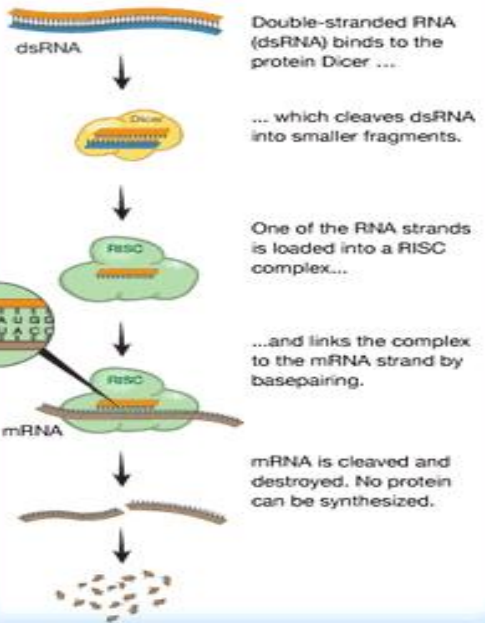 dsRNA
Double-stranded RNA
(dsRNA) binds to the
protein Dicer ...
Dicer
... which cleaves dsRNA
into smaller fragments.
RISC
One of the RNA strands
is loaded into a RISC
complex...
A U G G
U A C C
...and links the complex
to the mRNA strand by
basepairing.
RISC
mRNA
mRNA is cleaved and
destroyed. No protein
can be synthesized.